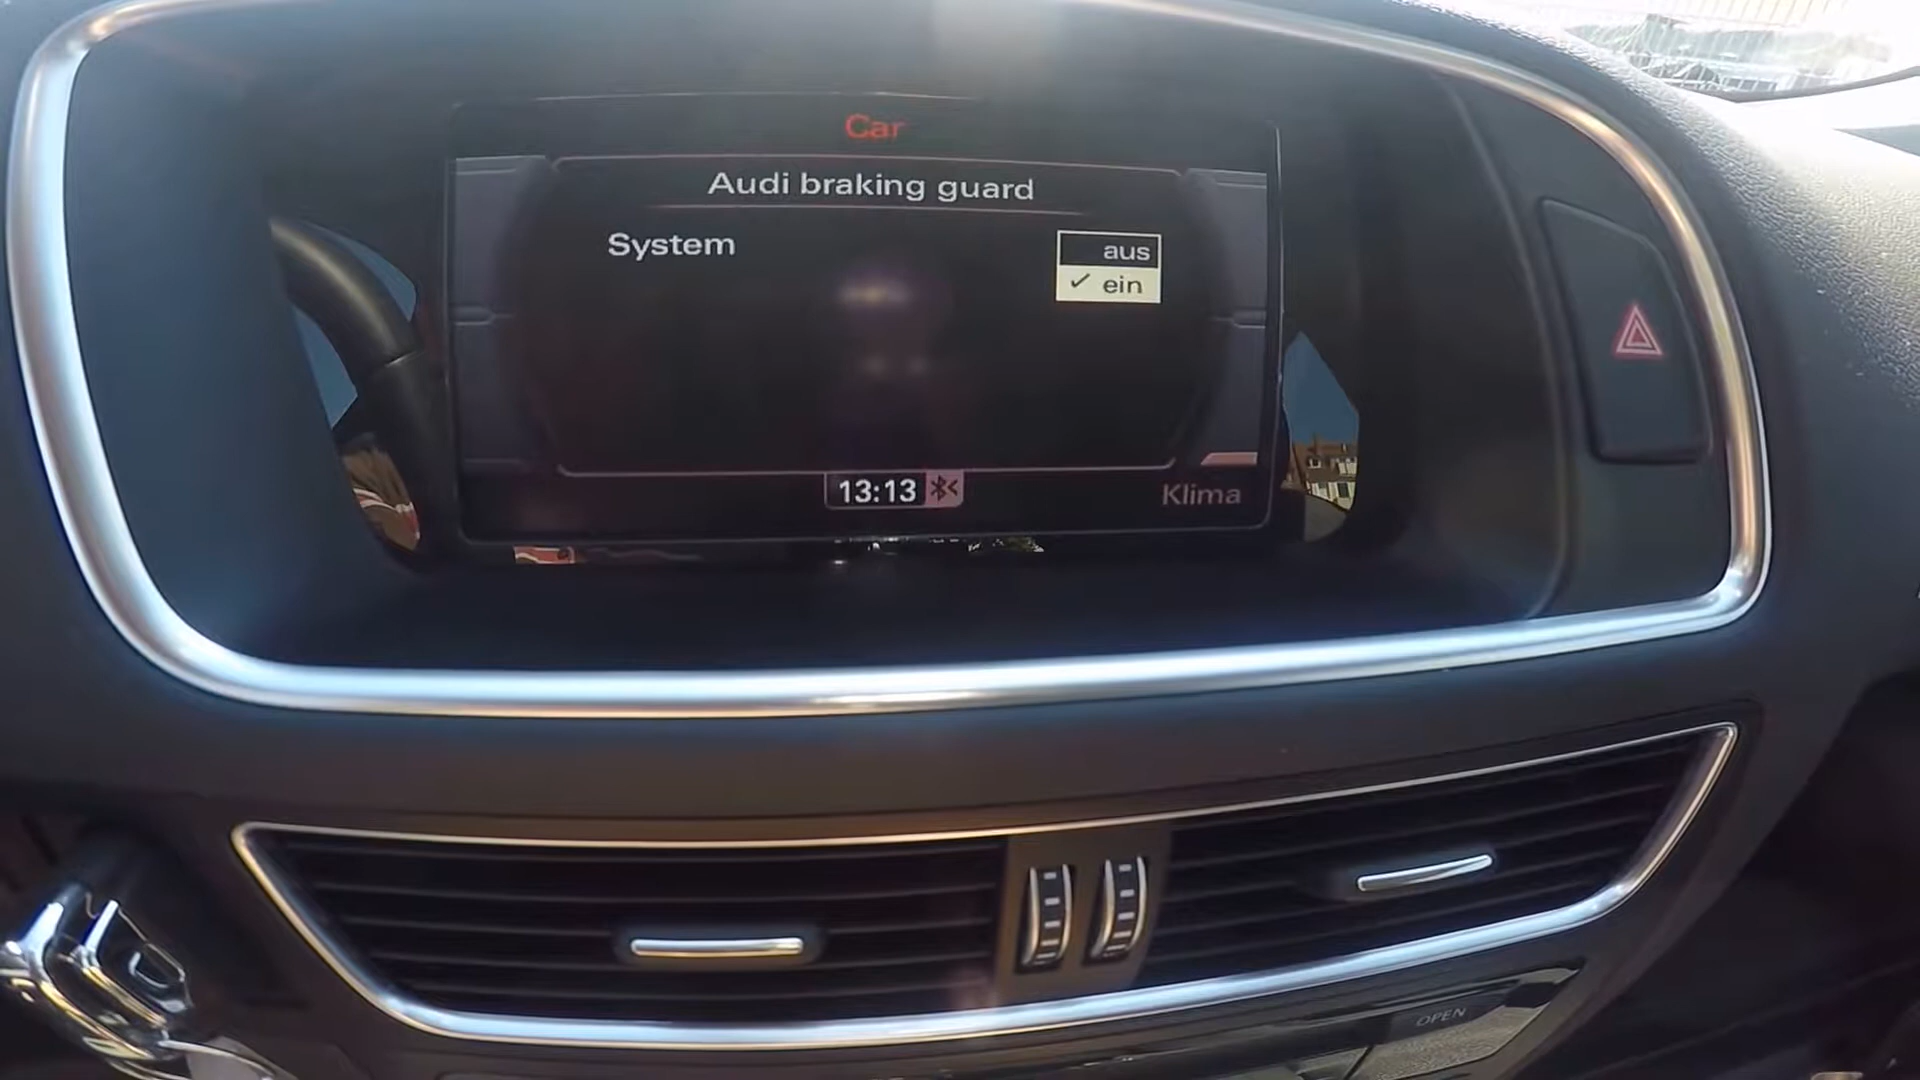 Car
Audi braking guard
System
aus
✓ ein
13:13
Klima
OPEN